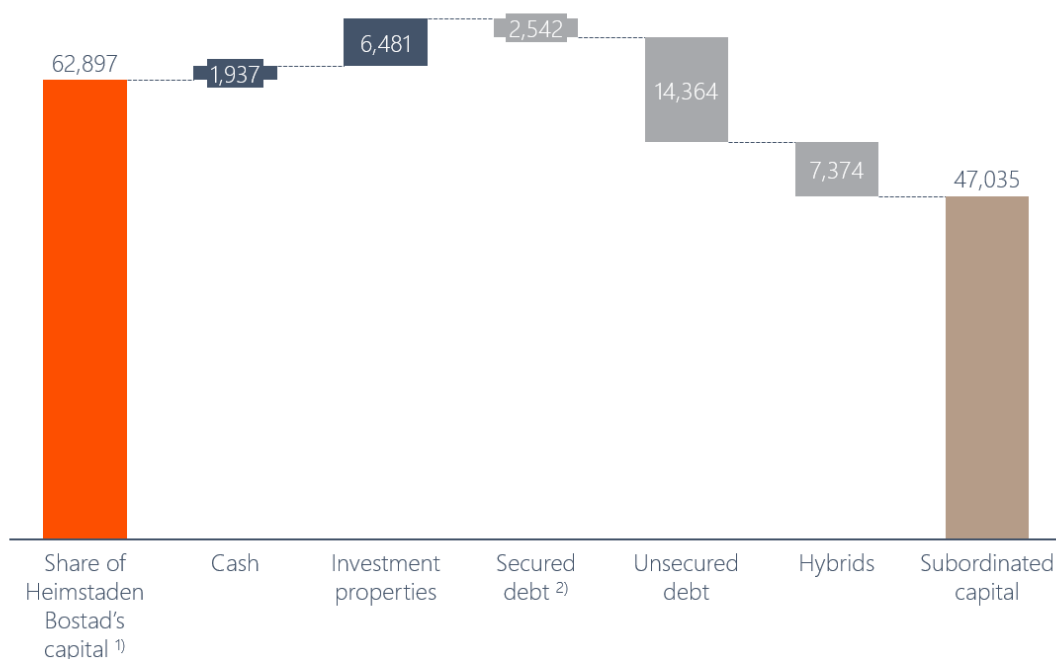 62,897
1,937
6,481
2,542
14,364
7,374
47,035
Share of
Heimstaden
Bostad’s
capital 1)
Cash
Investment
properties
Secured
debt 2)
Unsecured
debt
Hybrids
Subordinated
capital